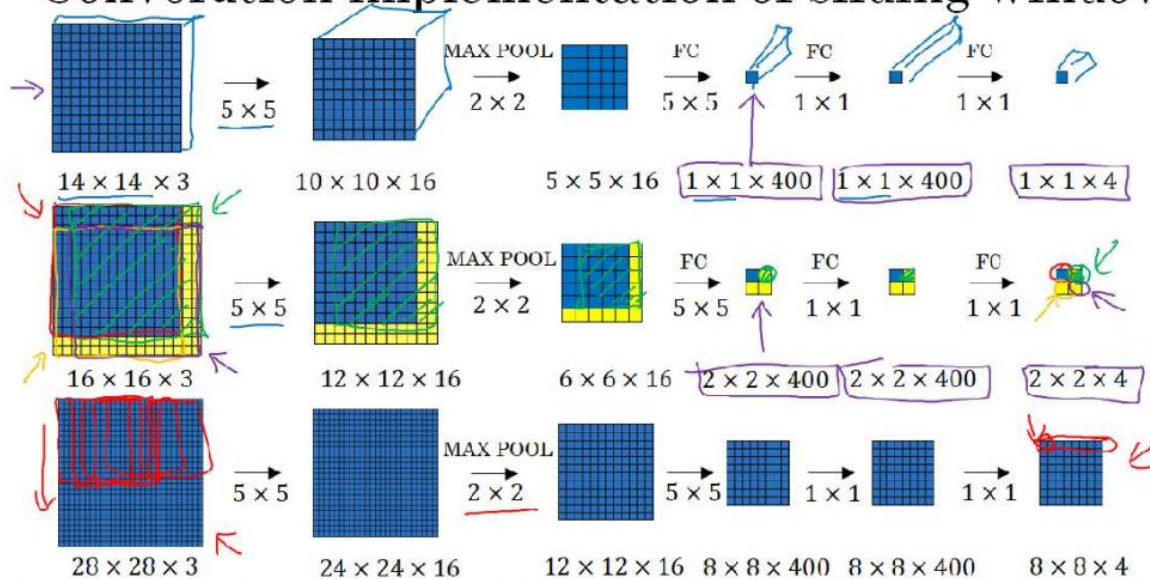 Convolution implementation of sliding windows
MAX POOL FC FC FC
5 × 5 2 × 2 5 × 5 1 × 1 1 × 1
14 × 14 × 3 10 × 10 × 16 5 × 5 × 16 1 × 1 × 400 1 × 1 × 400 1 × 1 × 4
MAX POOL FC FC FC
5 × 5 2 × 2 5 × 5 1 × 1 1 × 1
16 × 16 × 3 12 × 12 × 16 6 × 6 × 16 2 × 2 × 400 2 × 2 × 400 2 × 2 × 4
MAX POOL
5 × 5 2 × 2 5 × 5 1 × 1 1 × 1
28 × 28 × 3 24 × 24 × 16 12 × 12 × 16 8 × 8 × 400 8 × 8 × 400 8 × 8 × 4